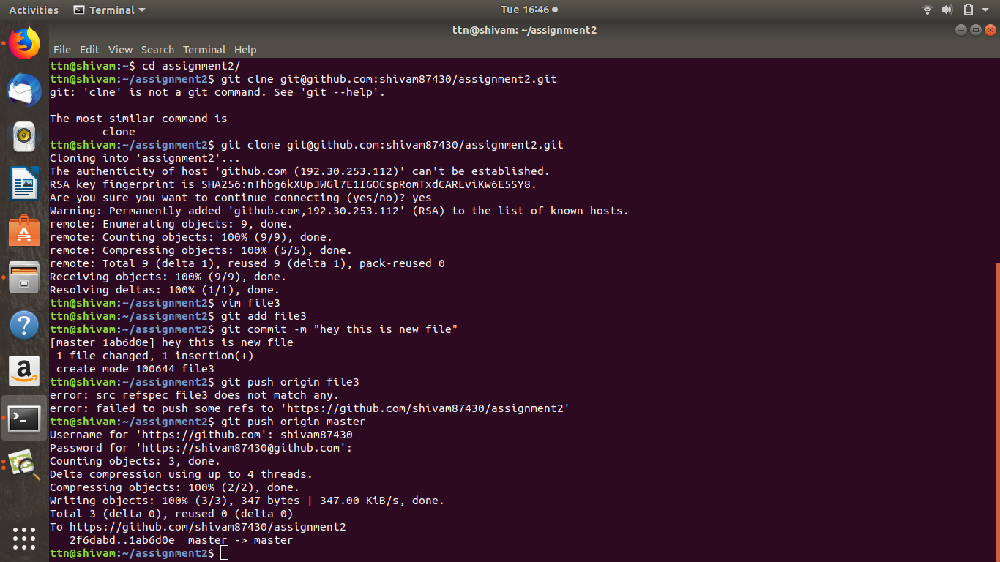 Activities Terminal Tue 16:46
ttn@shivam: ~/assignment2
File Edit View Search Terminal Help
ttn@shivam:~$ cd assignment2/
ttn@shivam:~/assignment2$ git clne git@github.com:shivam87430/assignment2.git
git: 'clne' is not a git command. See 'git --help'.
The most similar command is
clone
ttn@shivam:~/assignment2$ git clone git@github.com:shivam87430/assignment2.git
Cloning into 'assignment2'...
The authenticity of host 'github.com (192.30.253.112)' can't be established.
RSA key fingerprint is SHA256:nThbg6kXUpJWGl7E1IGOCspRomTxdCARLviKw6E5SY8.
Are you sure you want to continue connecting (yes/no)? yes
Warning: Permanently added 'github.com,192.30.253.112' (RSA) to the list of known hosts.
remote: Enumerating objects: 9, done.
remote: Counting objects: 100% (9/9), done.
remote: Compressing objects: 100% (5/5), done.
remote: Total 9 (delta 1), reused 9 (delta 1), pack-reused 0
Receiving objects: 100% (9/9), done.
Resolving deltas: 100% (1/1), done.
ttn@shivam:~/assignment2$ vim file3
ttn@shivam:~/assignment2$ git add file3
ttn@shivam:~/assignment2$ git commit -m "hey this is new file"
[master 1ab6d0e] hey this is new file
1 file changed, 1 insertion(+)
create mode 100644 file3
ttn@shivam:~/assignment2$ git push origin file3
error: src refspec file3 does not match any.
error: failed to push some refs to 'https://github.com/shivam87430/assignment2'
ttn@shivam:~/assignment2$ git push origin master
Username for 'https://github.com': shivam87430
Password for 'https://shivam87430@github.com':
Counting objects: 3, done.
Delta compression using up to 4 threads.
Compressing objects: 100% (2/2), done.
Writing objects: 100% (3/3), 347 bytes | 347.00 KiB/s, done.
Total 3 (delta 0), reused 0 (delta 0)
To https://github.com/shivam87430/assignment2
2f6dabd..1ab6d0e master -> master
ttn@shivam:~/assignment2$